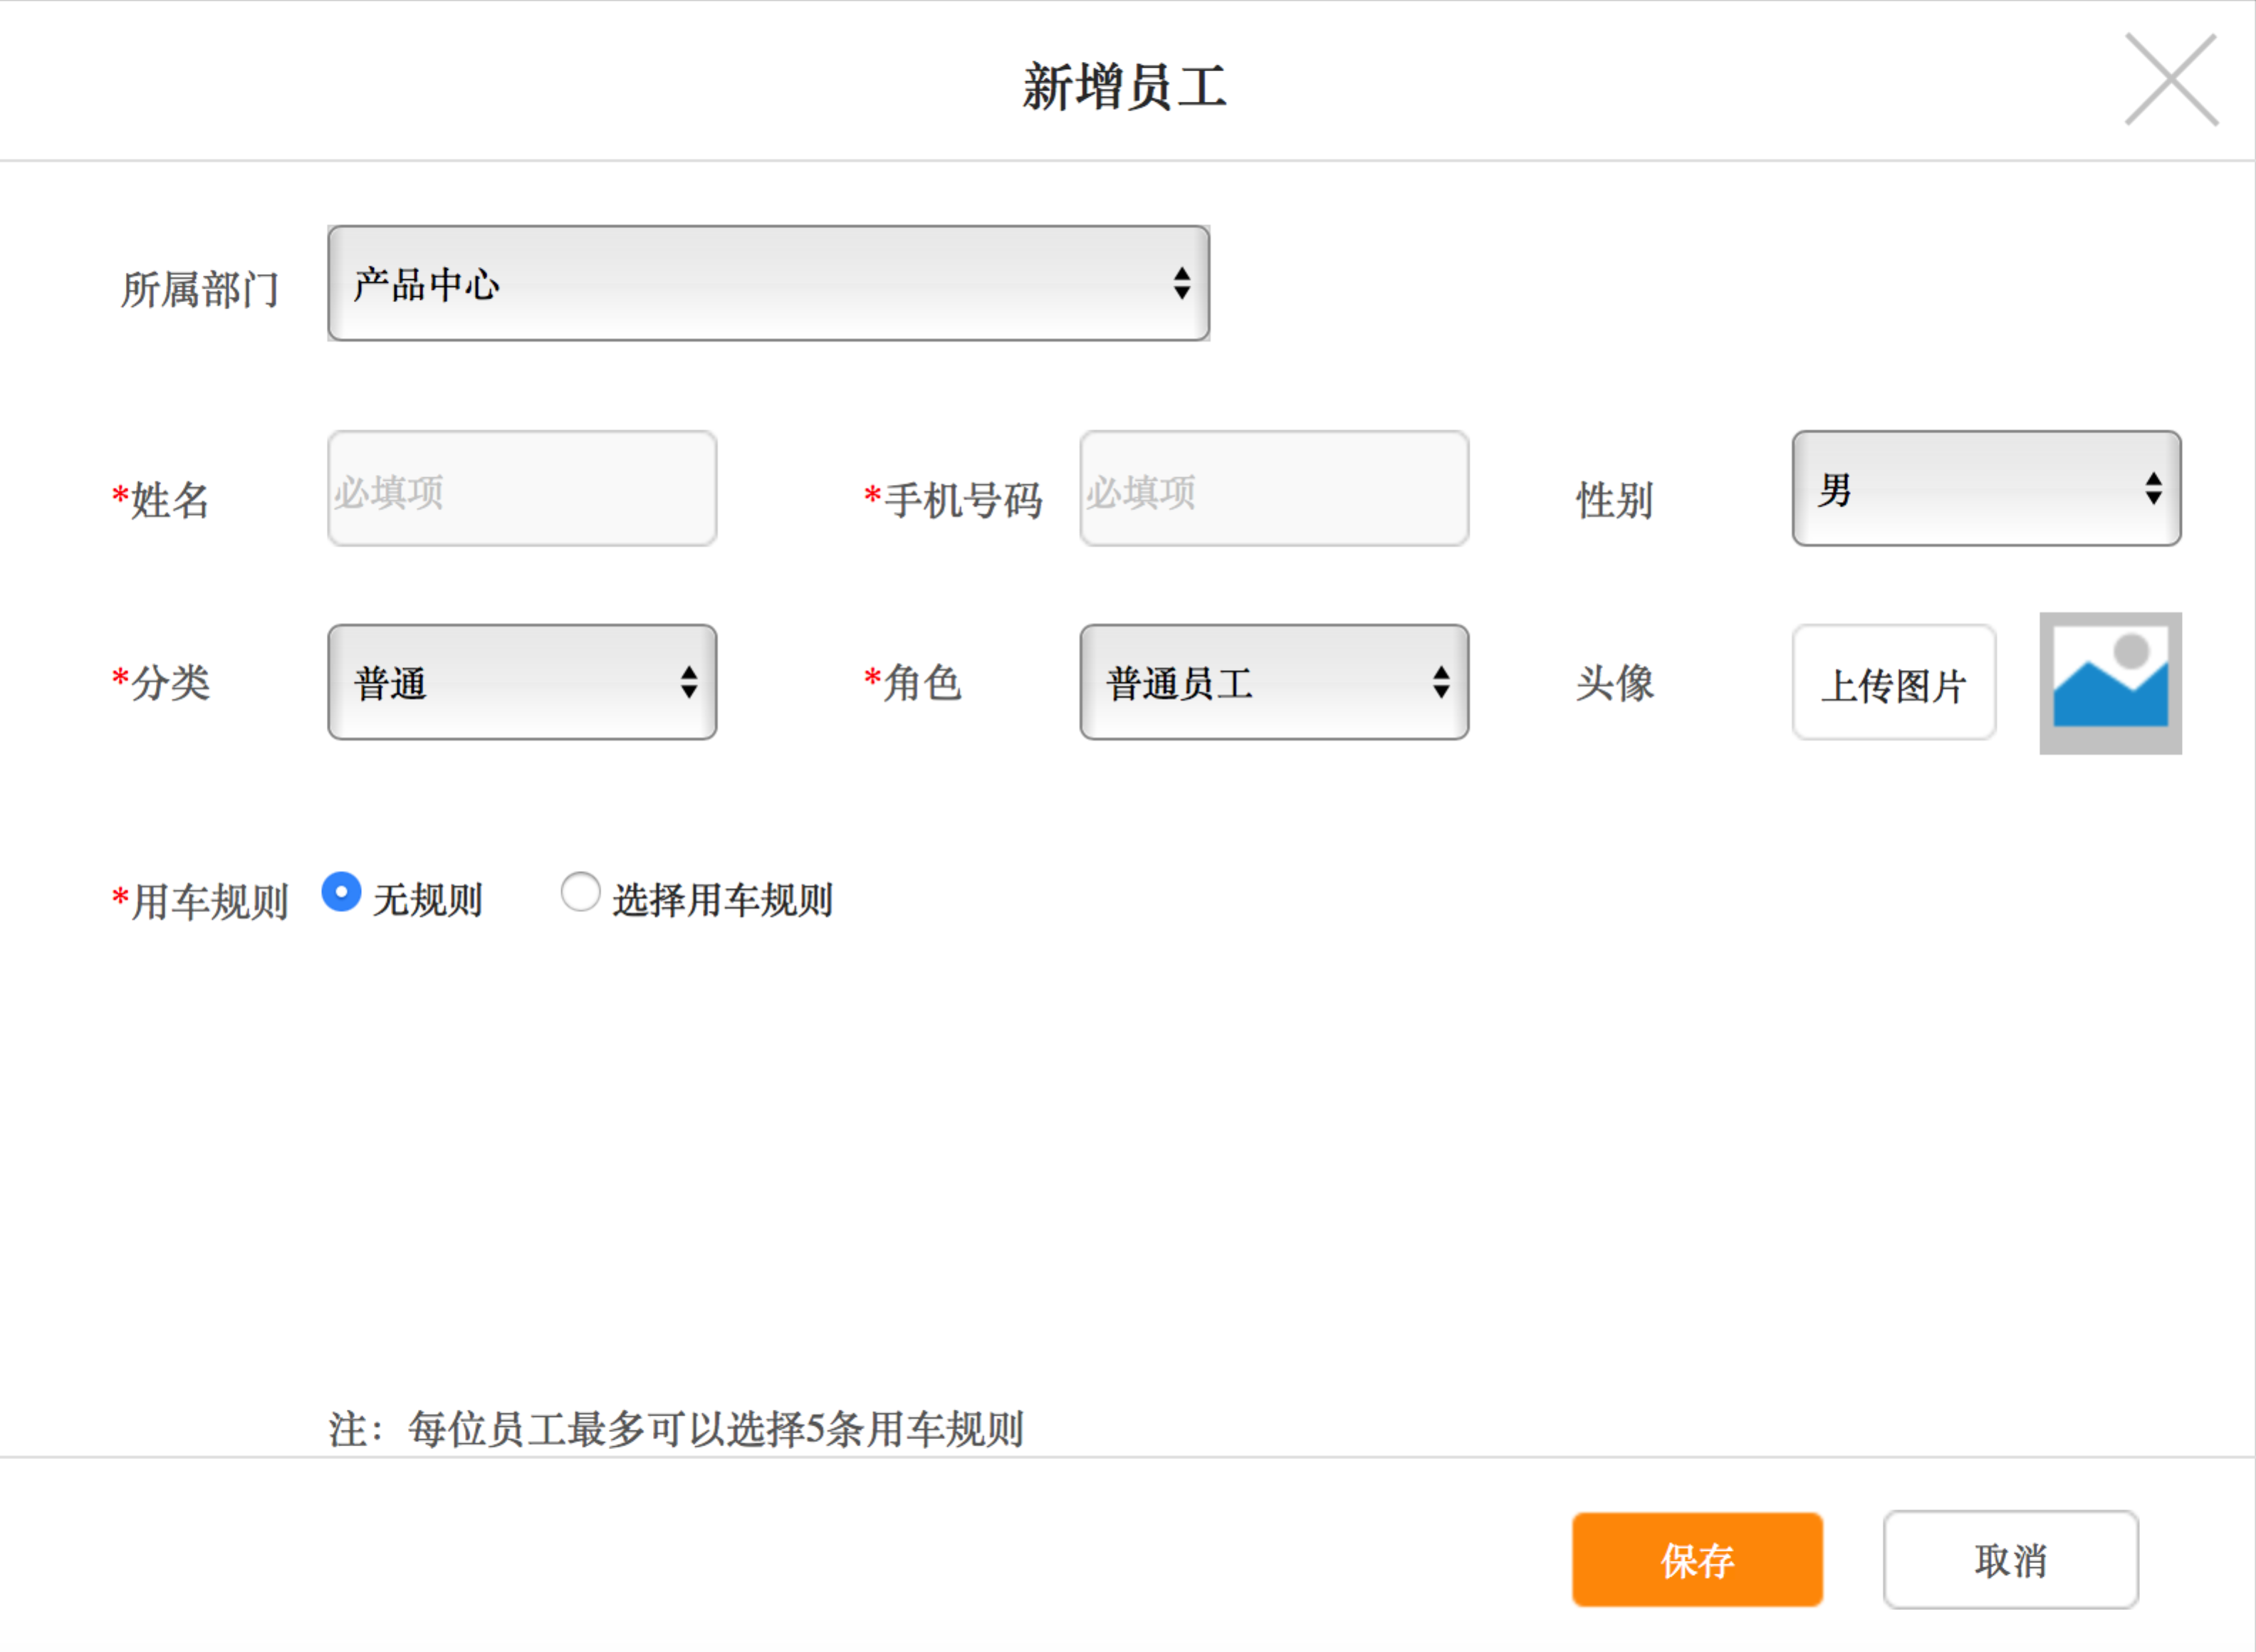 新增员工
所属部门 产品中心
*姓名 必填项 *手机号码 必填项 性别 男
*分类 普通 *角色 普通员工 头像 上传图片
*用车规则 无规则 选择用车规则
注：每位员工最多可以选择5条用车规则
保存 取消